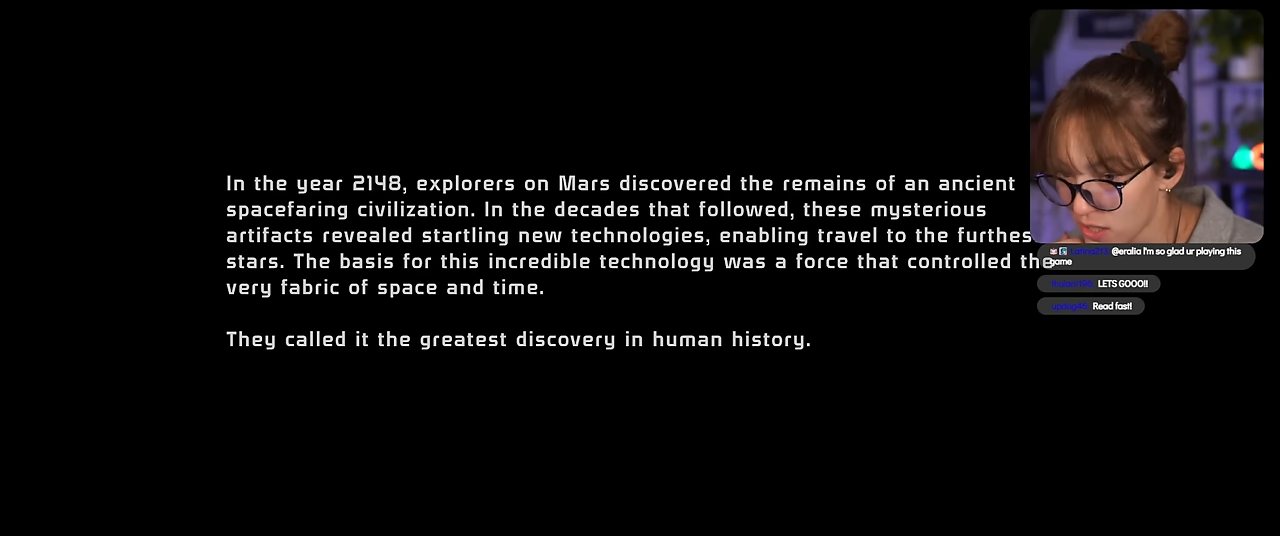 In the year 2148, explorers on Mars discovered the remains of an ancient
spacefaring civilization. In the decades that followed, these mysterious
artifacts revealed startling new technologies, enabling travel to the furthes
stars. The basis for this incredible technology was a force that controlled the
very fabric of space and time.
They called it the greatest discovery in human history.
@eralia I'm so glad ur playing this
game
LETS GOOO!!
Read fast!